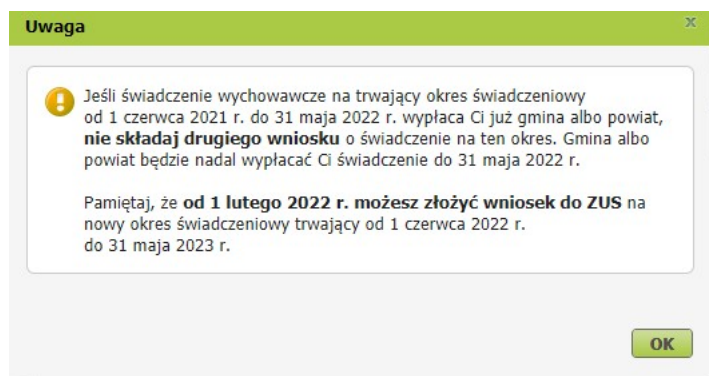 Uwaga
x
Jeśli świadczenie wychowawcze na trwający okres świadczeniowy
od 1 czerwca 2021 r. do 31 maja 2022 r. wypłaca Ci już gmina albo powiat,
nie składaj drugiego wniosku o świadczenie na ten okres. Gmina albo
powiat będzie nadal wypłacać Ci świadczenie do 31 maja 2022 r.
Pamiętaj, że od 1 lutego 2022 r. możesz złożyć wniosek do ZUS na
nowy okres świadczeniowy trwający od 1 czerwca 2022 r.
do 31 maja 2023 r.
OK